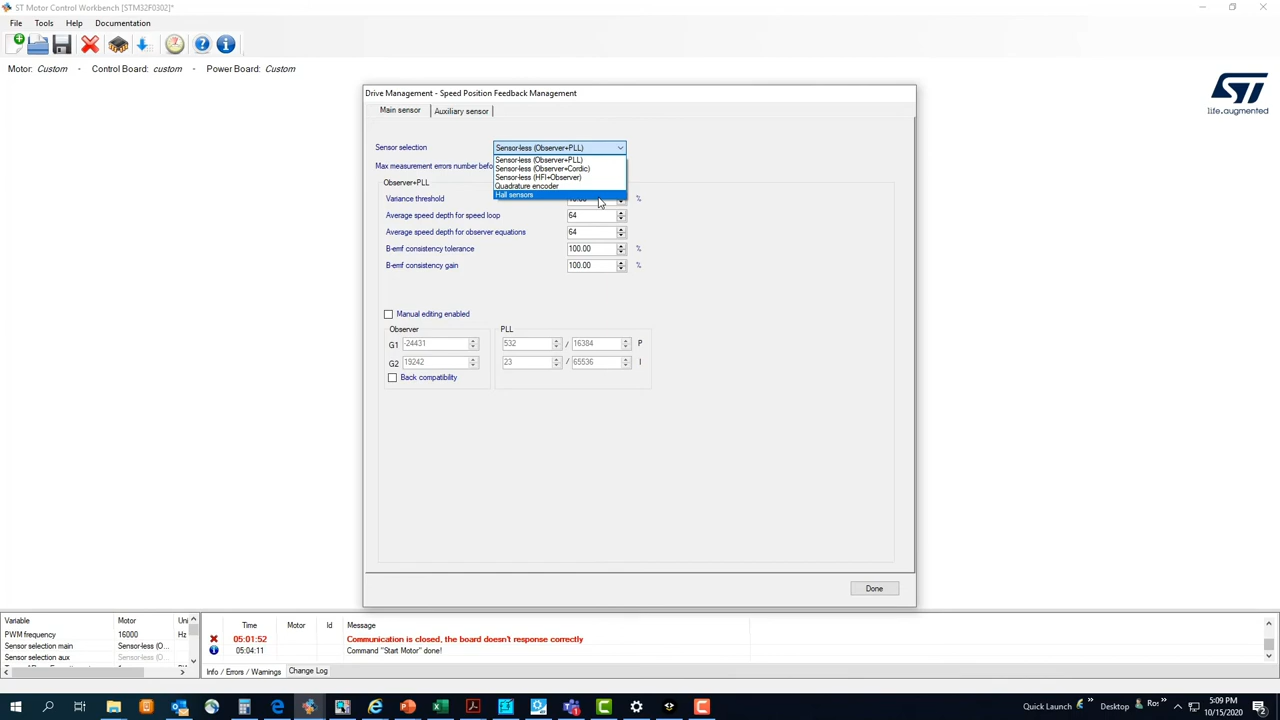 ST Motor Control Workbench [STM32F0302]*
File Tools Help Documentation
Motor: Custom - Control Board: custom - Power Board: Custom
ST
life.augmented
Drive Management - Speed Position Feedback Management
Main sensor Auxiliary sensor
Sensor selection Sensor-less (Observer+PLL)
Sensor-less (Observer+PLL)
Sensor-less (Observer+Cordic)
Max measurement errors number befo
Sensor-less (HFI+Observer)
Observer+PLL
Quadrature encoder
Hall sensors
Variance threshold %
Average speed depth for speed loop 64
Average speed depth for observer equations 64
B-emf consistency tolerance 100.00 %
B-emf consistency gain 100.00 %
Manual editing enabled
Observer PLL
G1 -24431 532 / 16384 P
G2 19242 23 / 65536 I
Back compatibility
Done
Variable Motor Uni
PWM frequency 16000 Hz
Sensor selection main Sensor-less (O...
Sensor selection aux Sensor-less (O...
Time Motor Id Message
05:01:52 Communication is closed, the board doesn't response correctly
05:04:11 Command "Start Motor" done!
Info / Errors / Warnings Change Log
Quick Launch » Desktop Ros » 5:09 PM
10/15/2020
2